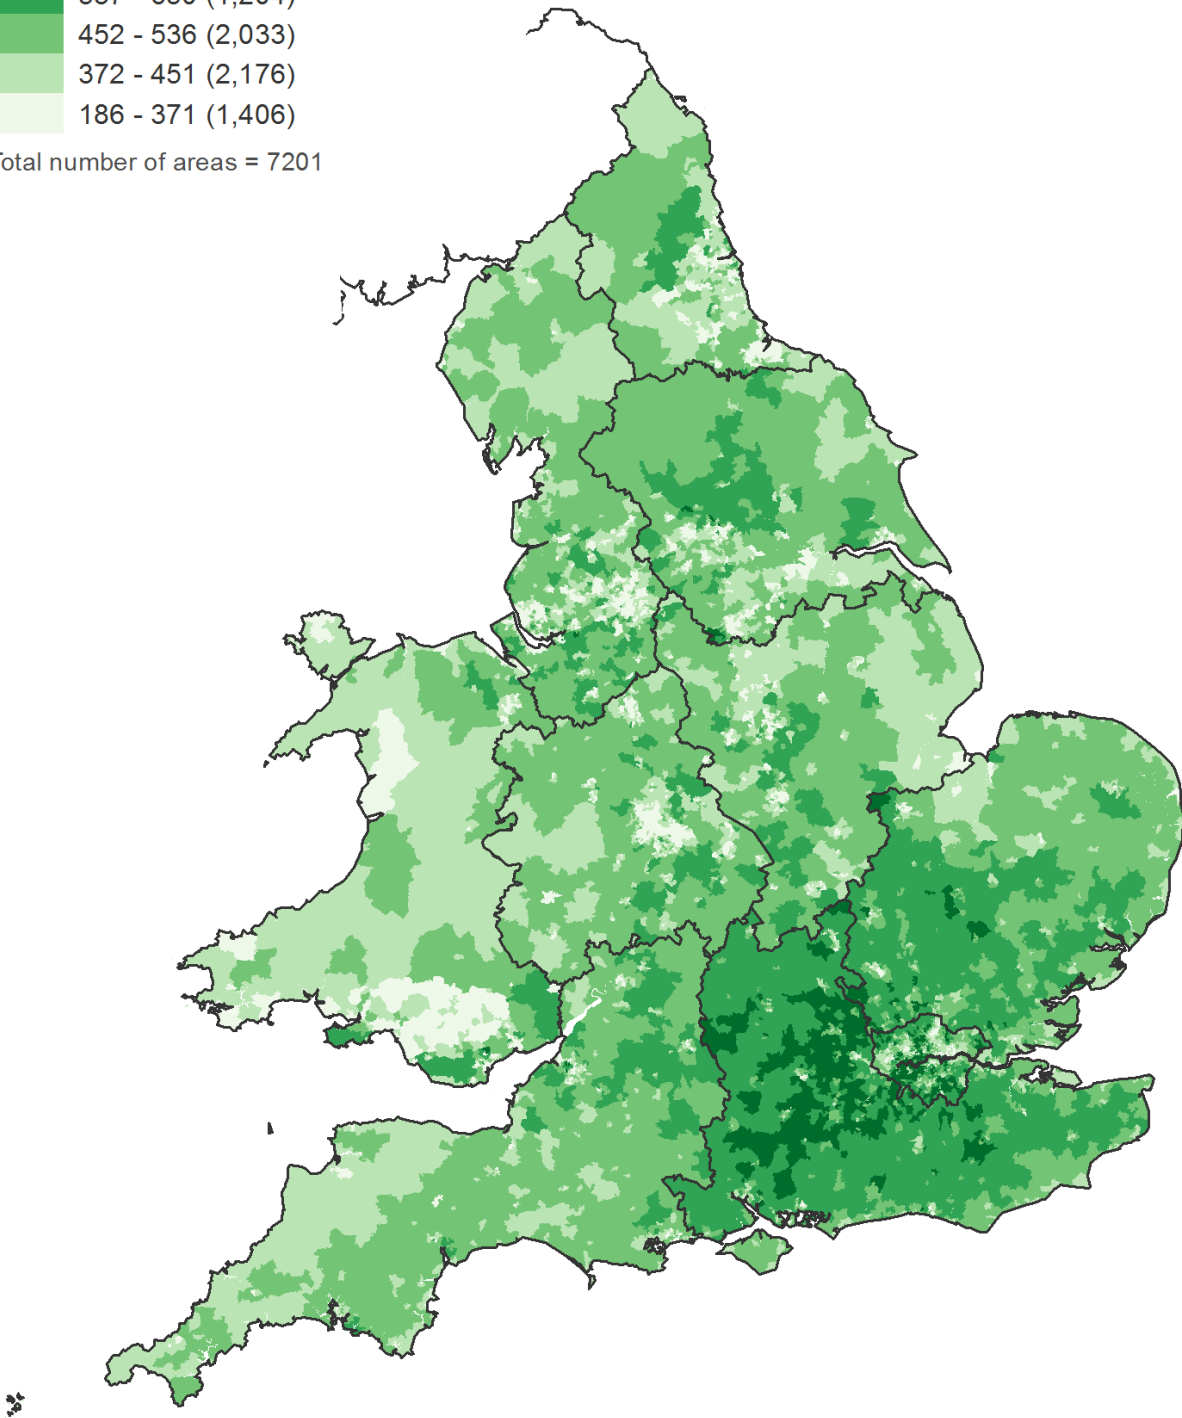 452 - 536 (2,033)
372 - 451 (2,176)
186 - 371 (1,406)
otal number of areas = 7201